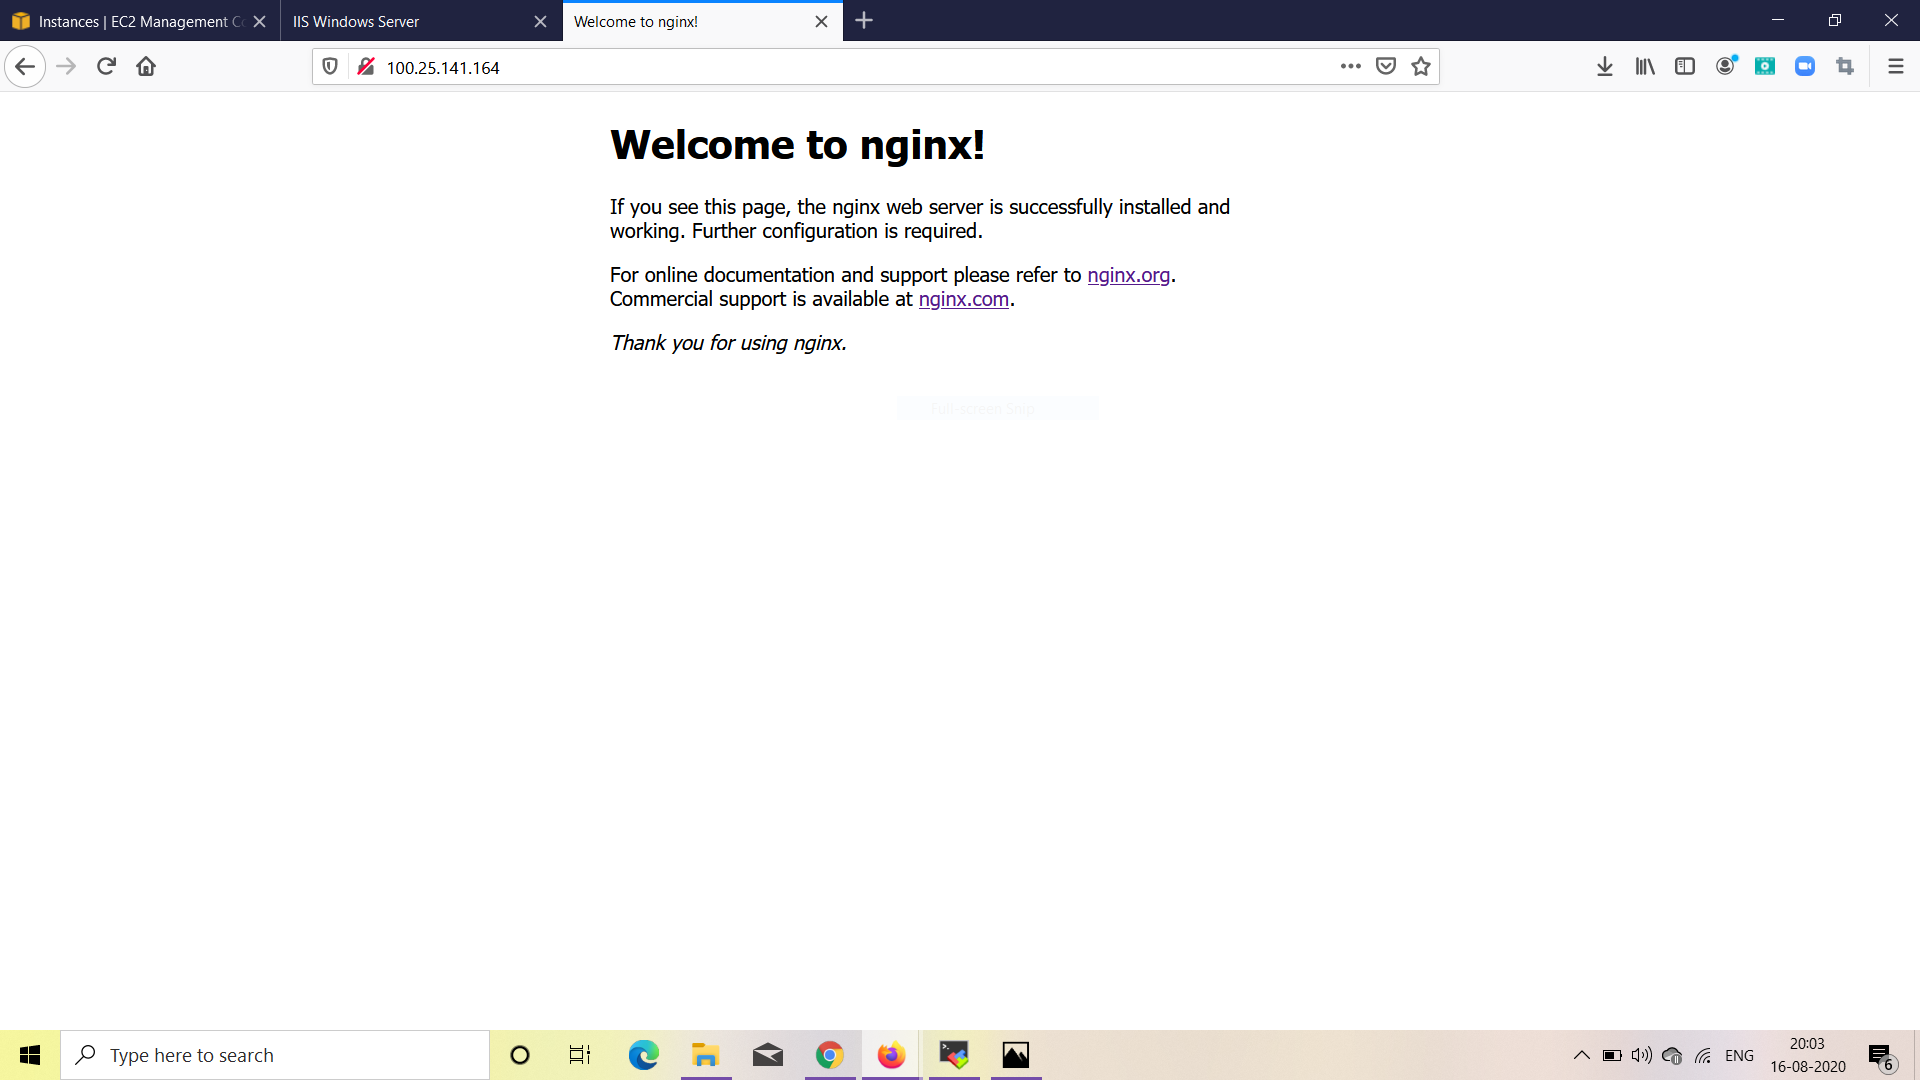 Instances | EC2 Management Co
IIS Windows Server
Welcome to nginx!
100.25.141.164
Welcome to nginx!
If you see this page, the nginx web server is successfully installed and
working. Further configuration is required.
For online documentation and support please refer to nginx.org.
Commercial support is available at nginx.com.
Thank you for using nginx.
Full-screen Snip
Type here to search
ENG
20:03
16-08-2020
6